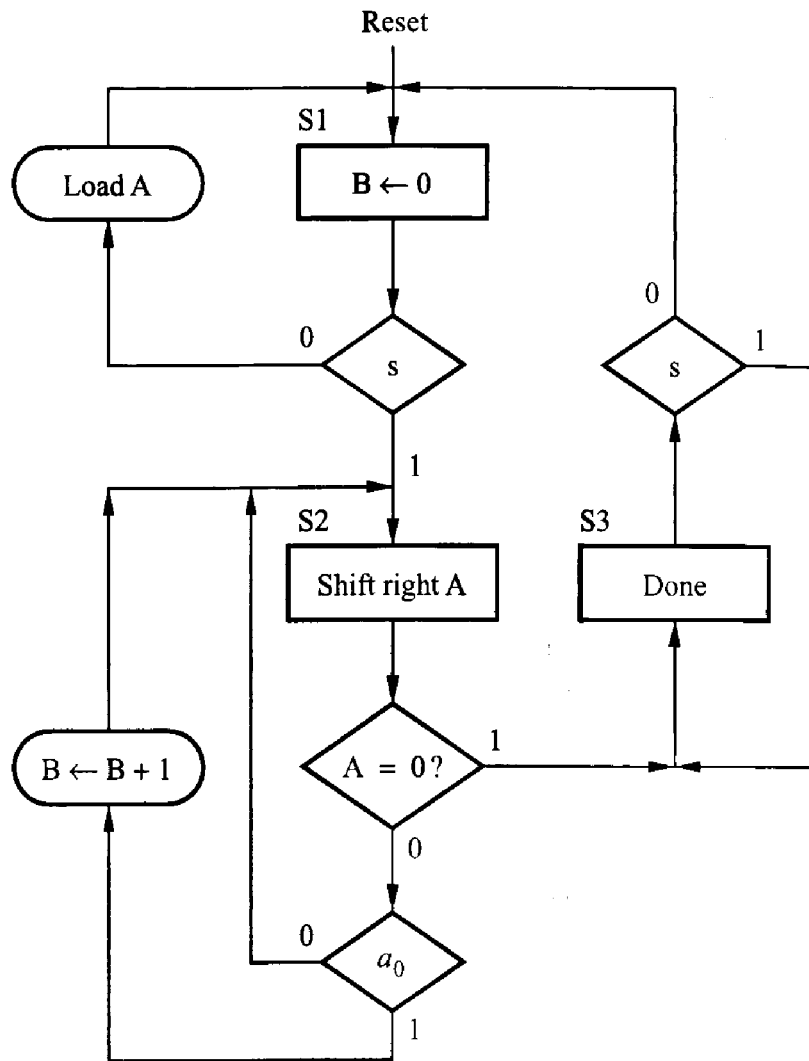 Reset
S1
Load A
B ← 0
0
s
1
0
s
1
S2
Shift right A
S3
Done
B ← B + 1
A = 0?
1
0
0
a₀
1